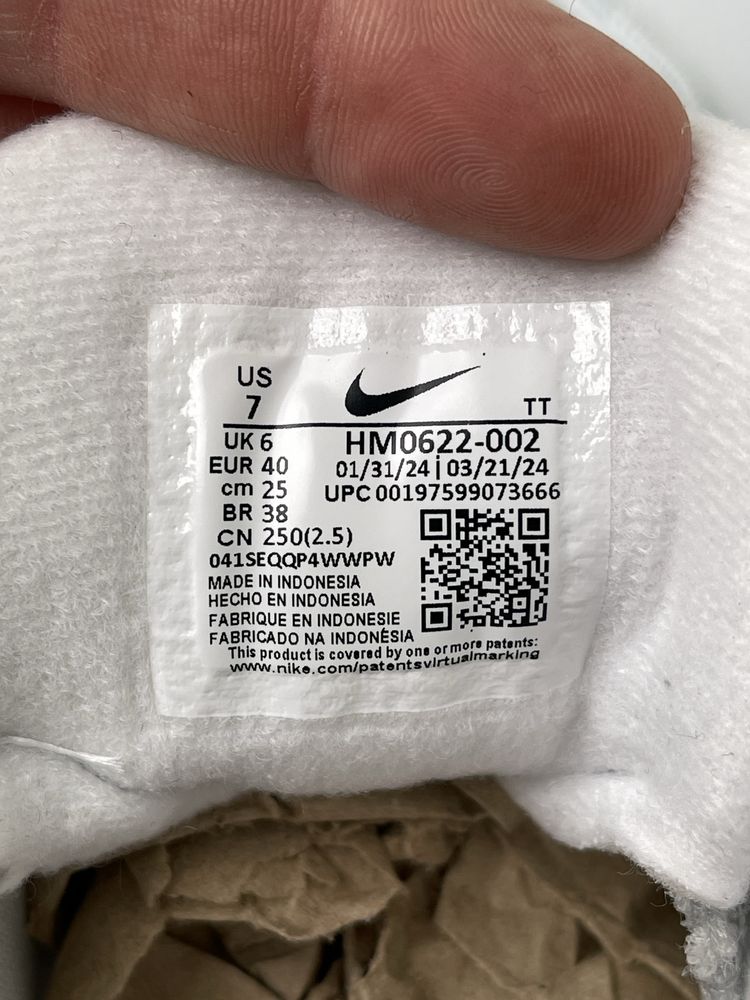 US
7
TT
UK 6
HM0622-002
EUR 40
01/31/24 | 03/21/24
cm 25
UPC 00197599073666
BR 38
CN 250(2.5)
041SEQQP4WWPW
MADE IN INDONESIA
HECHO EN INDONESIA
FABRIQUE EN INDONESIE
FABRICADO NA INDONÉSIA
This product is covered by one or more patents:
www.nike.com/patentsvirtualmarking